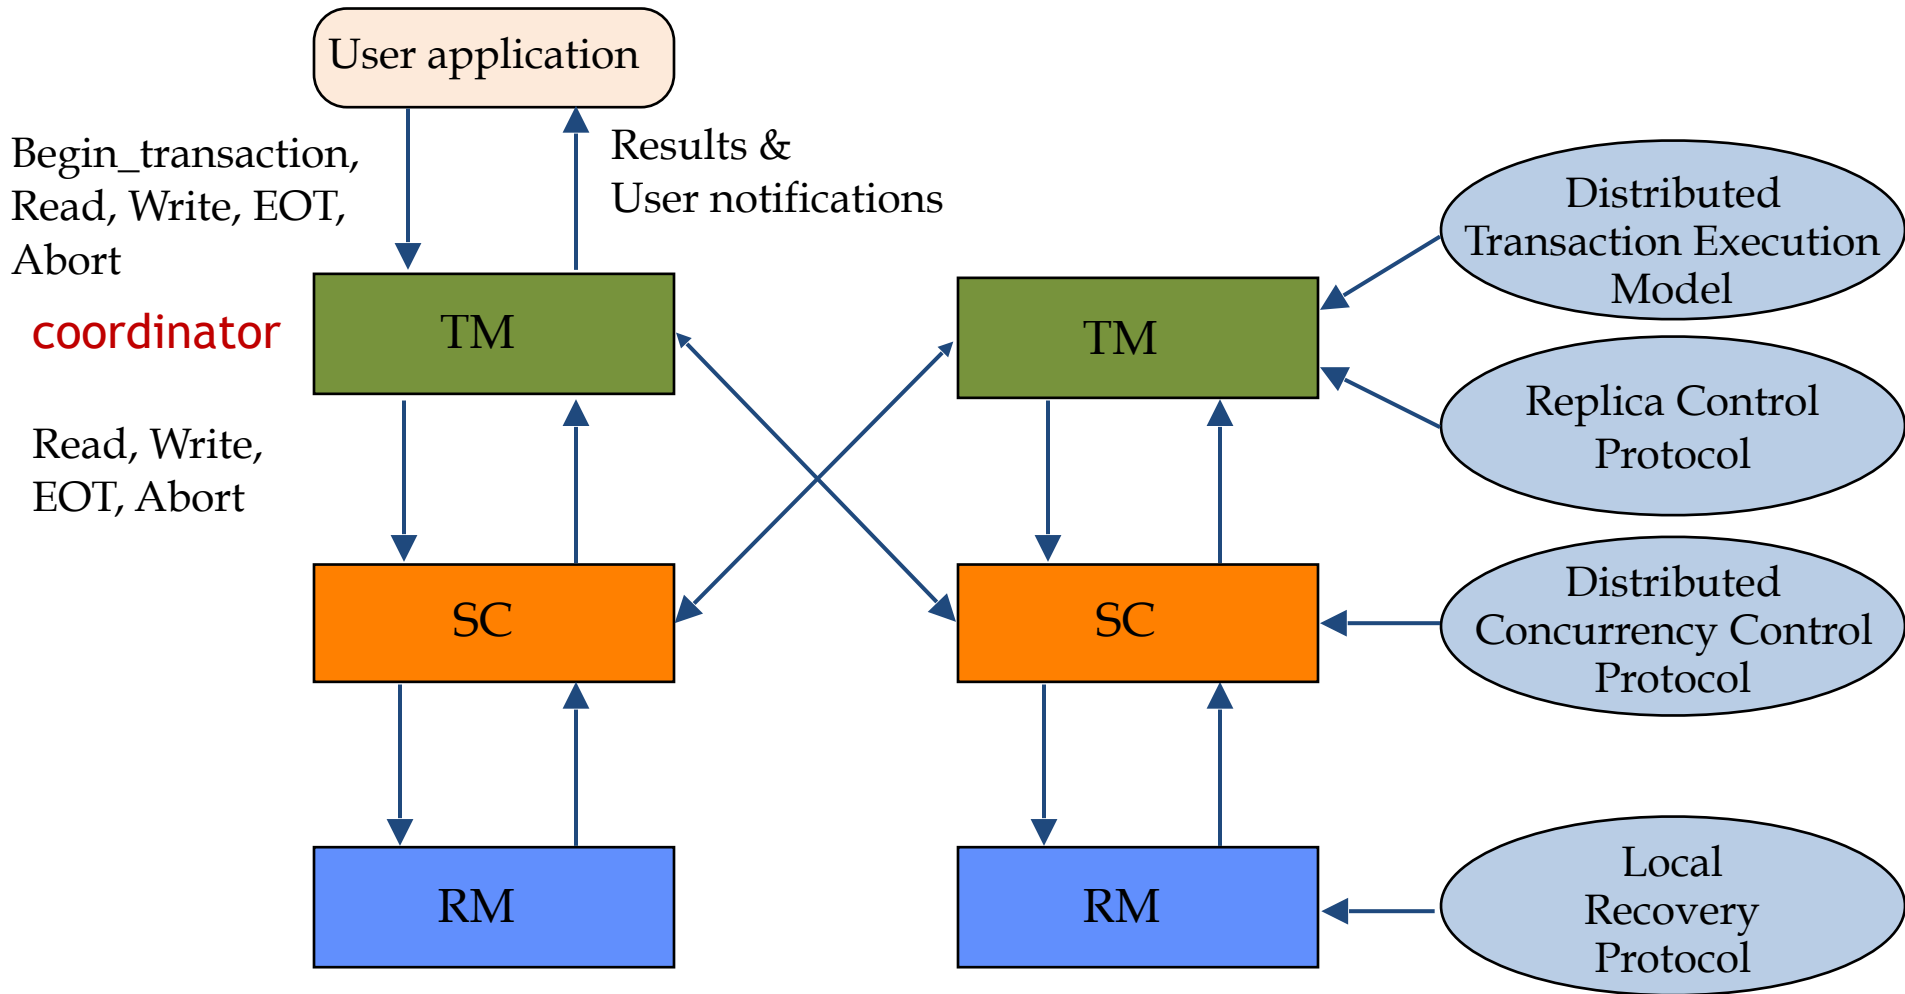 User application
Begin_transaction,
Read, Write, EOT,
Abort
Results &
User notifications
coordinator
TM
TM
Distributed
Transaction Execution
Model
Replica Control
Protocol
Read, Write,
EOT, Abort
SC
SC
Distributed
Concurrency Control
Protocol
RM
RM
Local
Recovery
Protocol